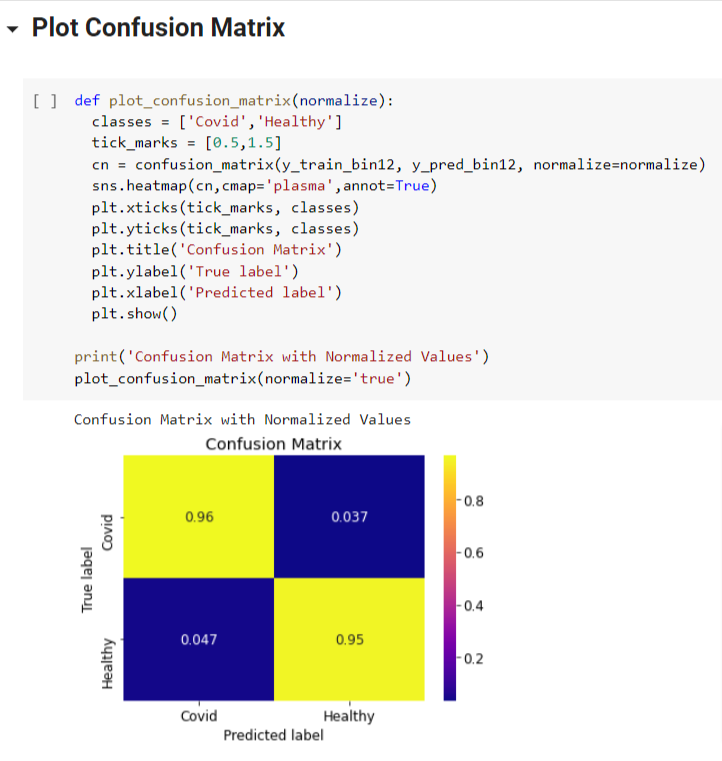 Plot Confusion Matrix
[ ] def plot_confusion_matrix(normalize):
classes = ['Covid','Healthy']
tick_marks = [0.5,1.5]
cn = confusion_matrix(y_train_bin12, y_pred_bin12, normalize=normalize)
sns.heatmap(cn,cmap='plasma',annot=True)
plt.xticks(tick_marks, classes)
plt.yticks(tick_marks, classes)
plt.title('Confusion Matrix')
plt.ylabel('True label')
plt.xlabel('Predicted label')
plt.show()
print('Confusion Matrix with Normalized Values')
plot_confusion_matrix(normalize='true')
Confusion Matrix with Normalized Values
Confusion Matrix
True label
Covid
Healthy
0.96
0.037
0.047
0.95
0.8
0.6
0.4
0.2
Covid
Healthy
Predicted label